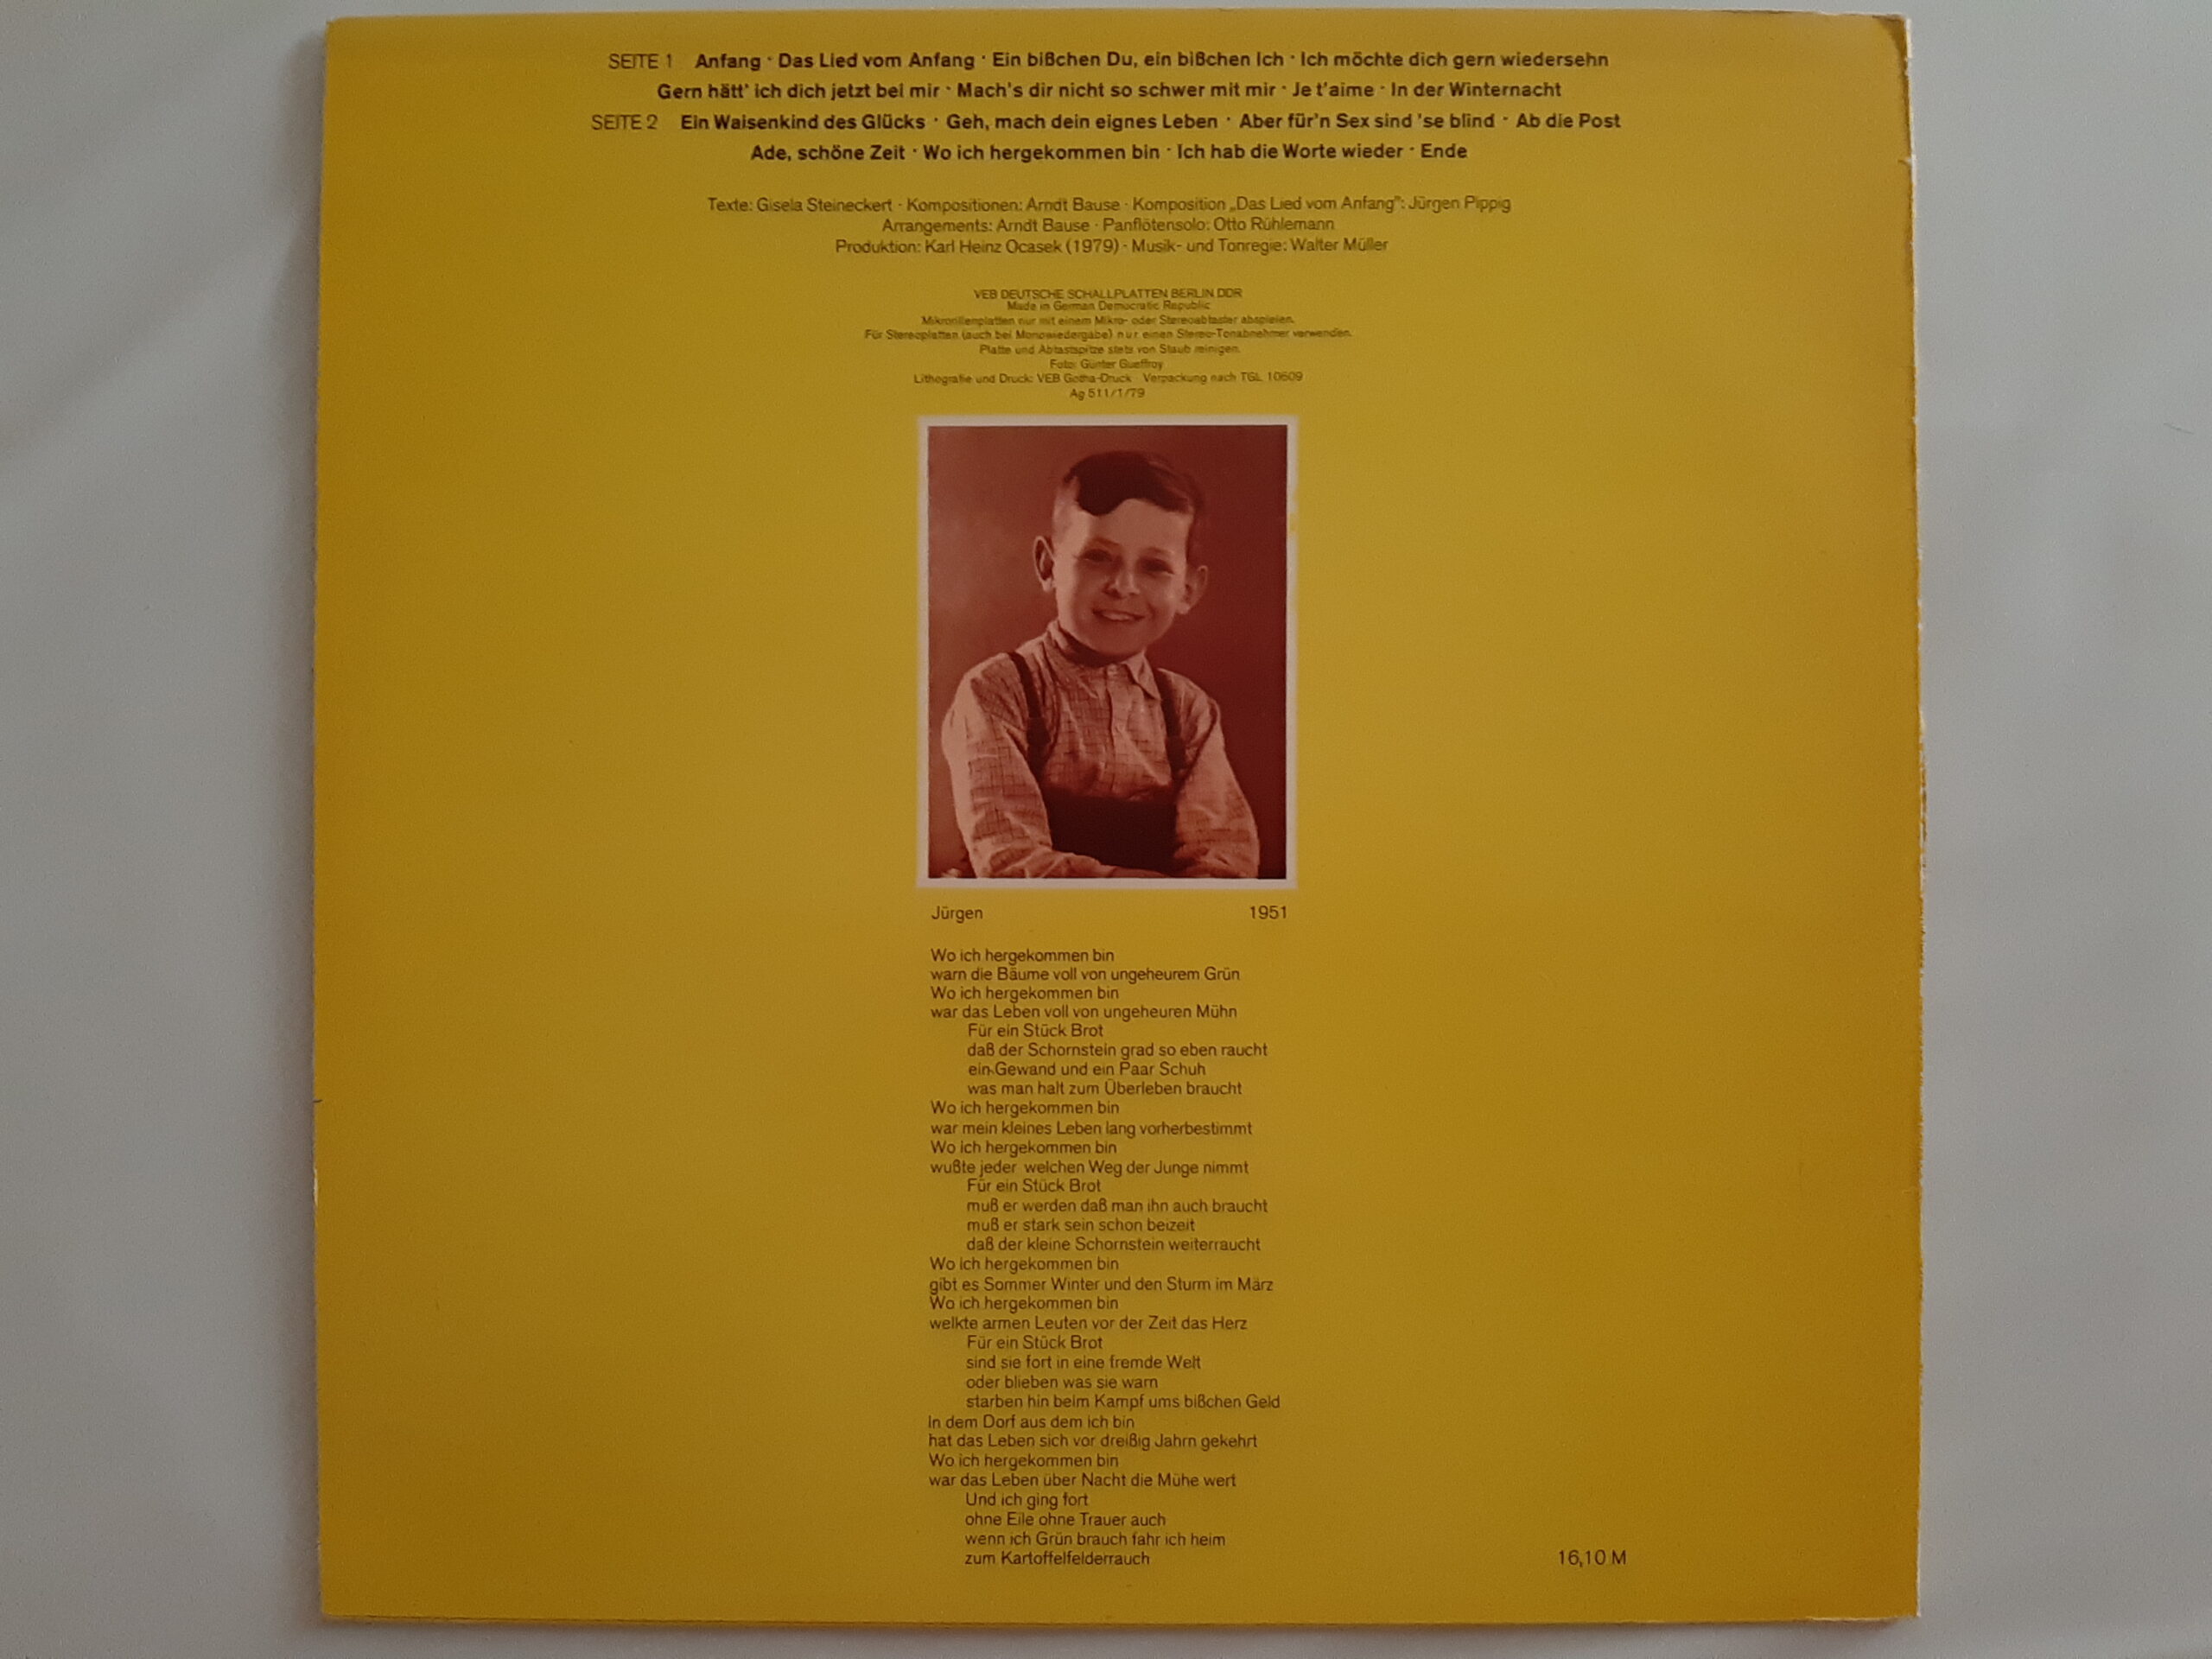 SEITE 1 Anfang · Das Lied vom Anfang · Ein bißchen Du, ein bißchen Ich · Ich möchte dich gern wiedersehn
Gern hätt' ich dich jetzt bei mir · Mach's dir nicht so schwer mit mir · Je t'aime · In der Winternacht
SEITE 2 Ein Waisenkind des Glücks · Geh, mach dein eignes Leben · Aber für'n Sex sind 'se blind · Ab die Post
Ade, schöne Zeit · Wo ich hergekommen bin · Ich hab die Worte wieder · Ende
Texte: Gisela Steineckert · Kompositionen: Arndt Bause · Komposition „Das Lied vom Anfang”: Jürgen Pippig
Arrangements: Arndt Bause · Panflötensolo: Otto Rühlemann
Produktion: Karl Heinz Ocasek (1979) · Musik- und Tonregie: Walter Müller
VEB DEUTSCHE SCHALLPLATTEN BERLIN DDR
Made in German Democratic Republic
Mikrorillenplatten nur mit einem Mikro- oder Stereoabtaster abspielen.
Für Stereoplatten (auch bei Monowiedergabe) nur einen Stereo-Tonabnehmer verwenden.
Platte und Abtastspitze stets von Staub reinigen.
Foto: Günter Gueffroy
Lithografie und Druck: VEB Gotha-Druck · Verpackung nach TGL 10609
Ag 511/1/79
Jürgen 1951
Wo ich hergekommen bin
warn die Bäume voll von ungeheurem Grün
Wo ich hergekommen bin
war das Leben voll von ungeheuren Mühn
Für ein Stück Brot
daß der Schornstein grad so eben raucht
ein Gewand und ein Paar Schuh
was man halt zum Überleben braucht
Wo ich hergekommen bin
war mein kleines Leben lang vorherbestimmt
Wo ich hergekommen bin
wußte jeder welchen Weg der Junge nimmt
Für ein Stück Brot
muß er werden daß man ihn auch braucht
muß er stark sein schon beizeit
daß der kleine Schornstein weiterraucht
Wo ich hergekommen bin
gibt es Sommer Winter und den Sturm im März
Wo ich hergekommen bin
welkte armen Leuten vor der Zeit das Herz
Für ein Stück Brot
sind sie fort in eine fremde Welt
oder blieben was sie warn
starben hin beim Kampf ums bißchen Geld
In dem Dorf aus dem ich bin
hat das Leben sich vor dreißig Jahrn gekehrt
Wo ich hergekommen bin
war das Leben über Nacht die Mühe wert
Und ich ging fort
ohne Eile ohne Trauer auch
wenn ich Grün brauch fahr ich heim
zum Kartoffelfelderrauch
16,10 M